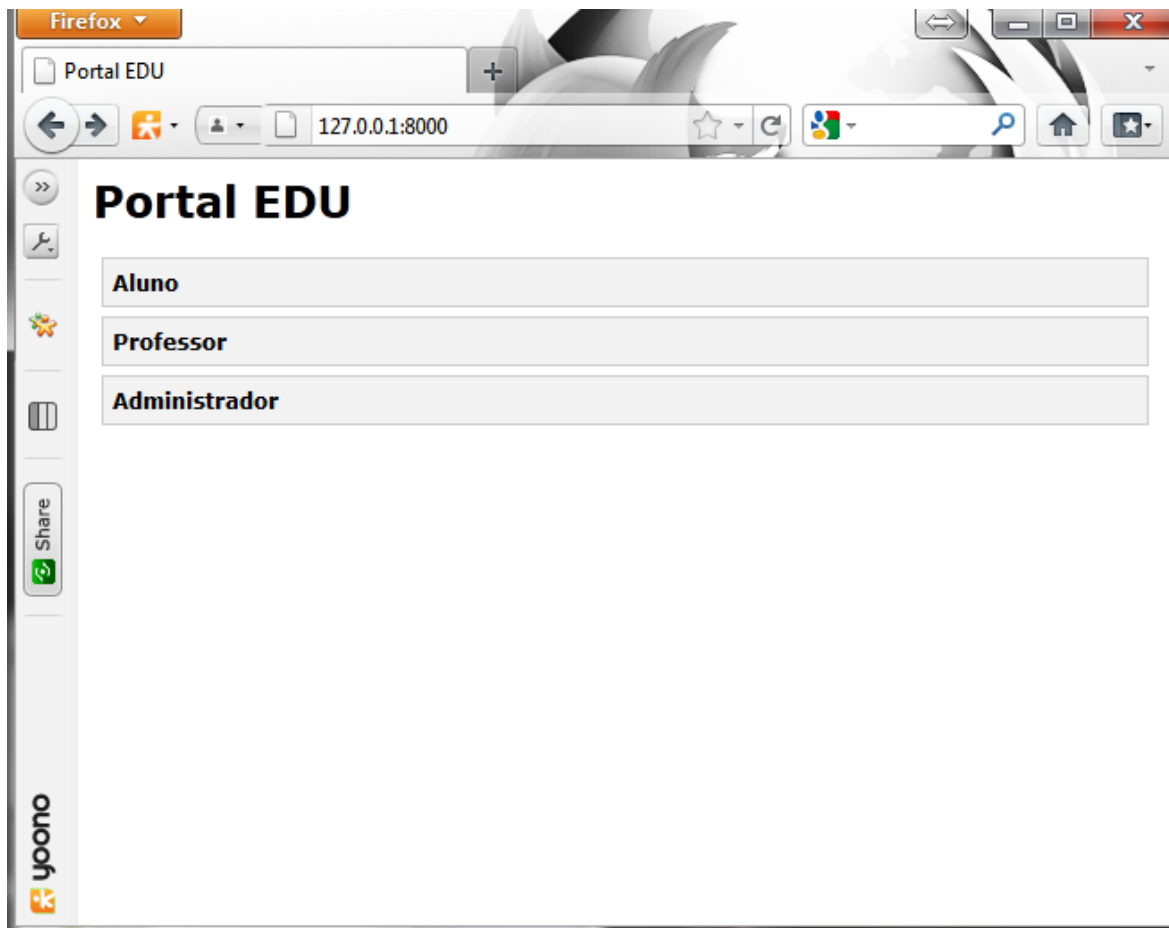 Firefox
Portal EDU
127.0.0.1:8000
Portal EDU
Aluno
Professor
Administrador
Share
yoono